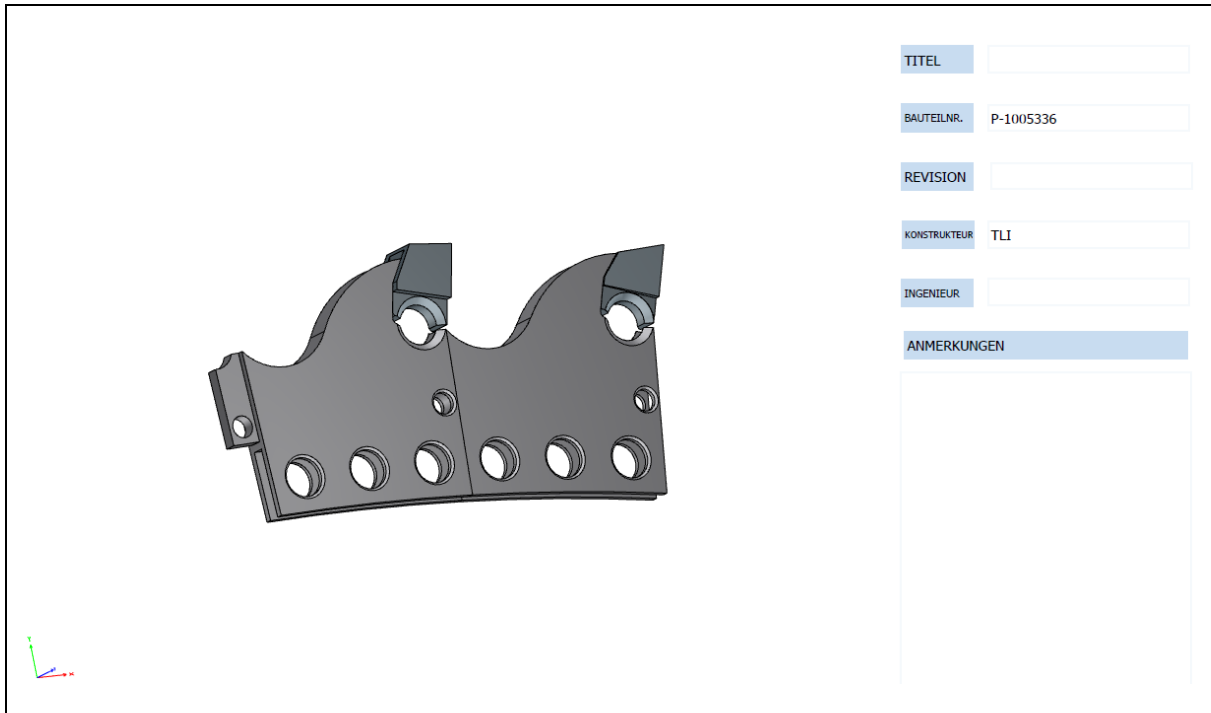 TITEL
BAUTEILNR. P-1005336
REVISION
KONSTRUKTEUR TLI
INGENIEUR
ANMERKUNGEN
Y
X